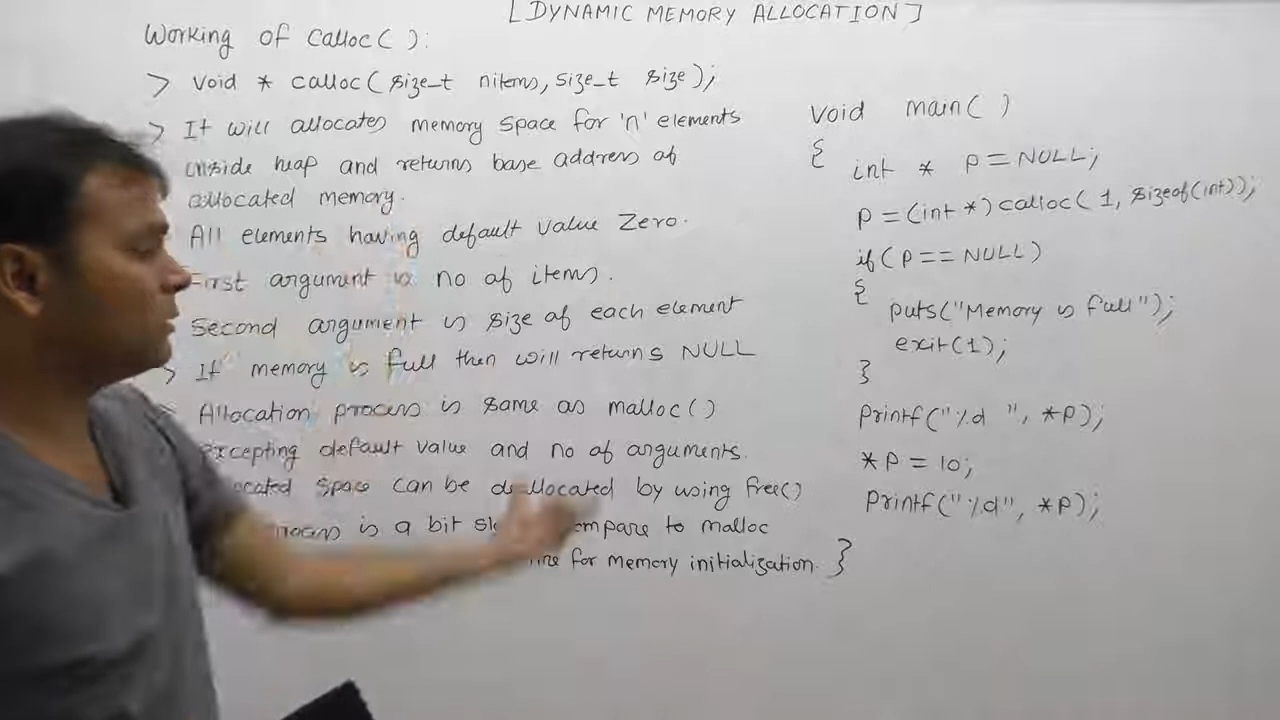 [DYNAMIC MEMORY ALLOCATION]
Working of calloc():
> void * calloc(size_t nitems, size_t size);
> It will allocates memory space for 'n' elements
inside heap and returns base address of
allocated memory.
All elements having default value Zero.
First argument is no of items.
Second argument is size of each element
> If memory is full then will returns NULL
> Allocation process is same as malloc()
excepting default value and no of arguments.
space can be deallocated by using free()
is a bit compare to malloc
for memory initialization.
void main()
{
int * p = NULL;
p = (int *) calloc(1, sizeof(int));
if(p == NULL)
{
puts("Memory is full");
exit(1);
}
printf("%d ", *p);
*p = 10;
printf("%d", *p);
}